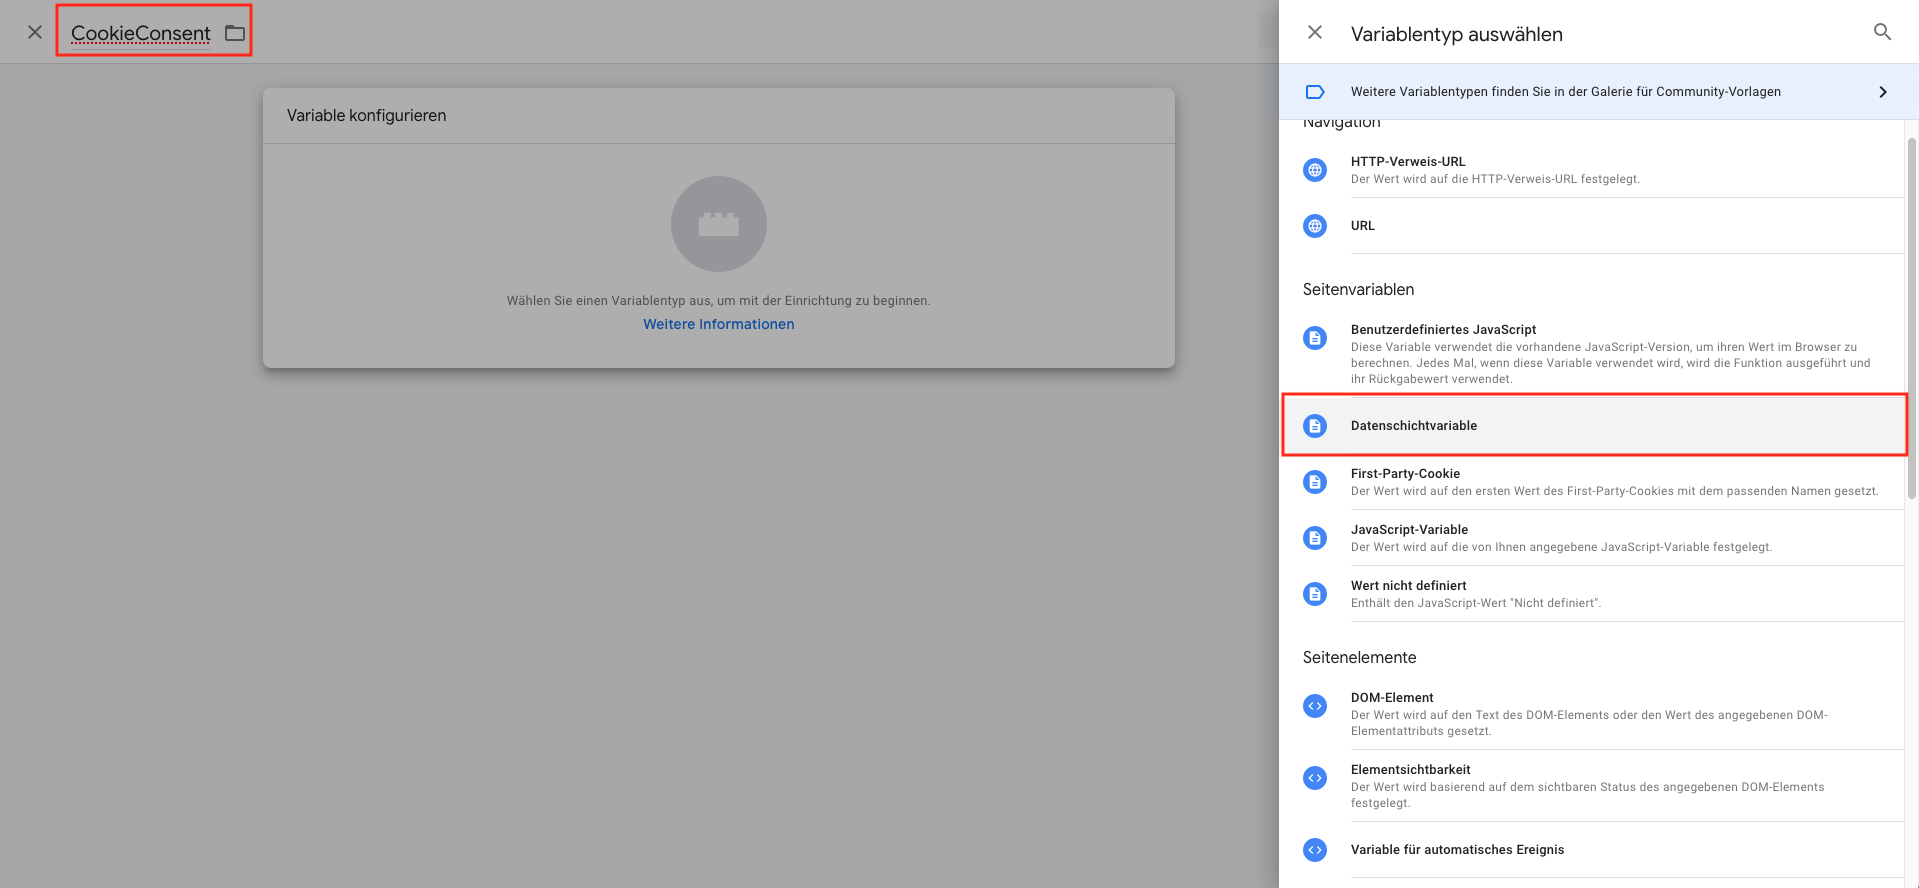 CookieConsent
Variable konfigurieren
Wählen Sie einen Variablentyp aus, um mit der Einrichtung zu beginnen.
Weitere Informationen
Variablentyp auswählen
Weitere Variablentypen finden Sie in der Galerie für Community-Vorlagen
Navigation
HTTP-Verweis-URL
Der Wert wird auf die HTTP-Verweis-URL festgelegt.
URL
Seitenvariablen
Benutzerdefiniertes JavaScript
Diese Variable verwendet die vorhandene JavaScript-Version, um ihren Wert im Browser zu
berechnen. Jedes Mal, wenn diese Variable verwendet wird, wird die Funktion ausgeführt und
ihr Rückgabewert verwendet.
Datenschichtvariable
First-Party-Cookie
Der Wert wird auf den ersten Wert des First-Party-Cookies mit dem passenden Namen gesetzt.
JavaScript-Variable
Der Wert wird auf die von Ihnen angegebene JavaScript-Variable festgelegt.
Wert nicht definiert
Enthält den JavaScript-Wert "Nicht definiert".
Seitenelemente
DOM-Element
Der Wert wird auf den Text des DOM-Elements oder den Wert des angegebenen DOM-
Elementattributs gesetzt.
Elementsichtbarkeit
Der Wert wird basierend auf dem sichtbaren Status des angegebenen DOM-Elements
festgelegt.
Variable für automatisches Ereignis